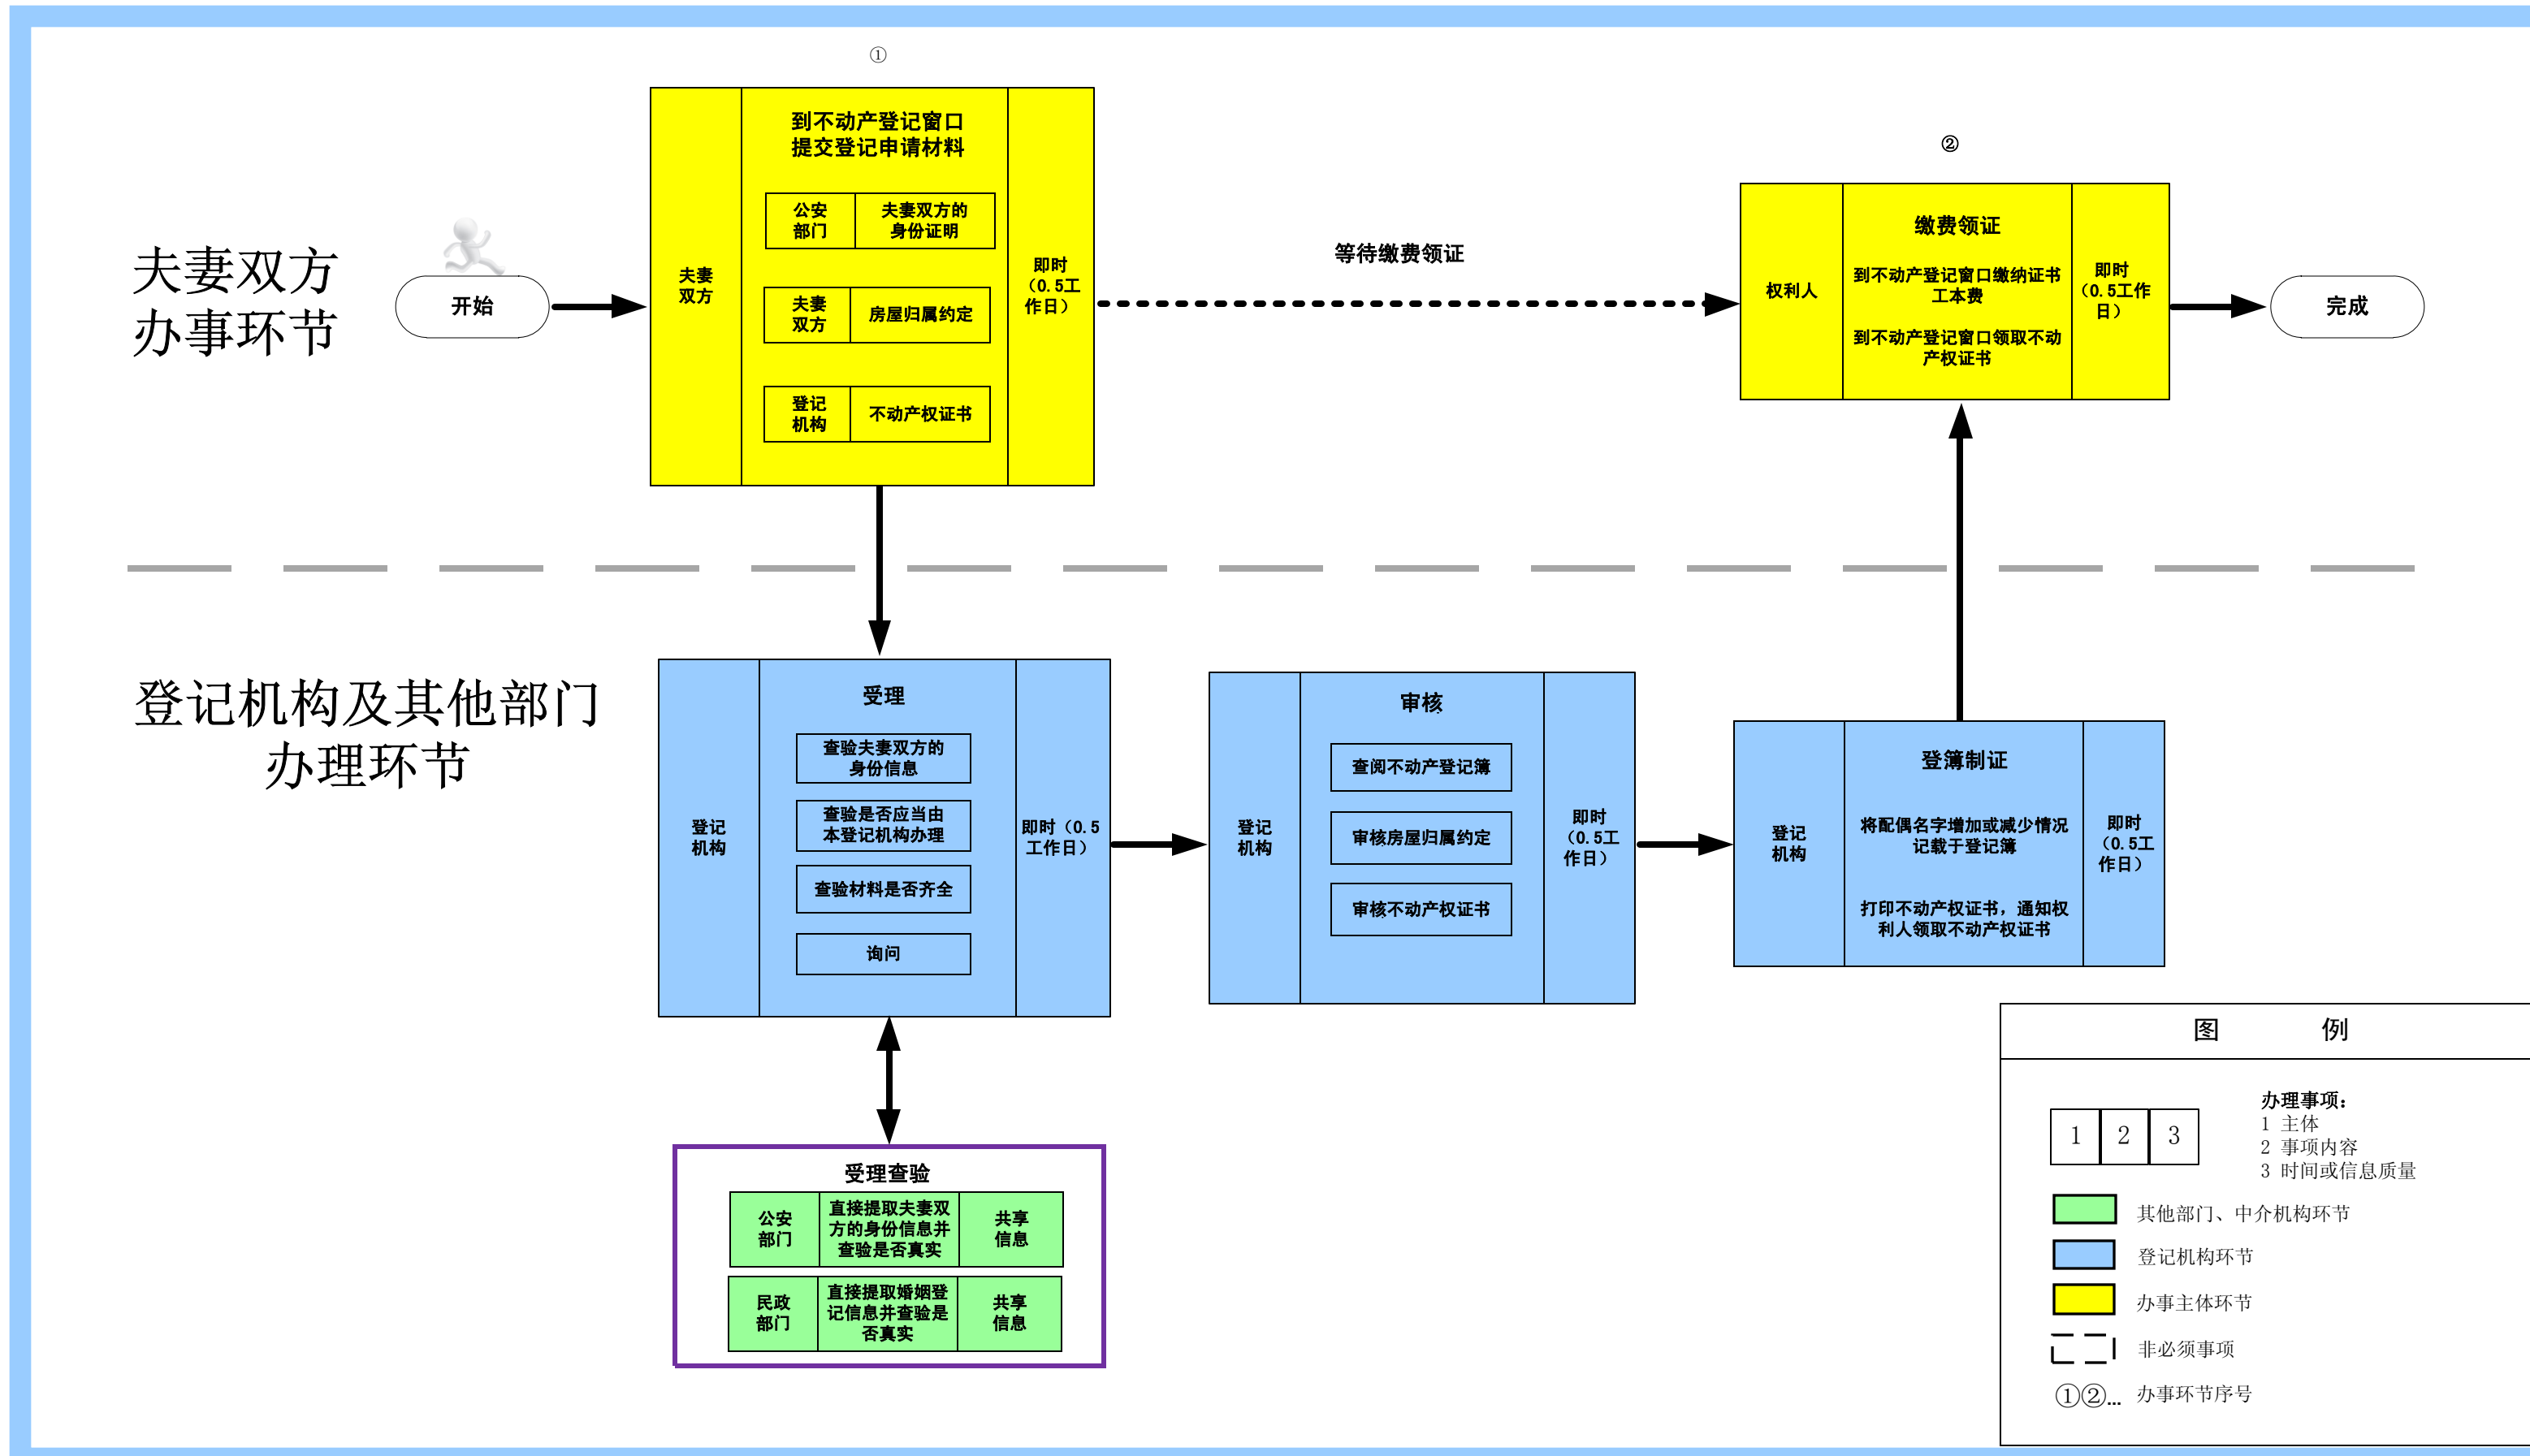 ①
到不动产登记窗口
提交登记申请材料
公安
部门
夫妻双方的
身份证明
夫妻
双方
夫妻
双方
房屋归属约定
登记
机构
不动产权证书
即时
（0.5工
作日）
夫妻双方
办事环节
开始
等待缴费领证
②
权利人
缴费领证
到不动产登记窗口缴纳证书
工本费
到不动产登记窗口领取不动
产权证书
即时
（0.5工作
日）
完成
登记机构及其他部门
办理环节
登记
机构
受理
查验夫妻双方的
身份信息
查验是否应当由
本登记机构办理
查验材料是否齐全
询问
即时（0.5
工作日）
登记
机构
审核
查阅不动产登记簿
审核房屋归属约定
审核不动产权证书
即时
（0.5工
作日）
登记
机构
登簿制证
将配偶名字增加或减少情况
记载于登记簿
打印不动产权证书，通知权
利人领取不动产权证书
即时
（0.5工
作日）
受理查验
公安
部门
直接提取夫妻双
方的身份信息并
查验是否真实
共享
信息
民政
部门
直接提取婚姻登
记信息并查验是
否真实
共享
信息
图 例
1 2 3
办理事项：
1 主体
2 事项内容
3 时间或信息质量
其他部门、中介机构环节
登记机构环节
办事主体环节
非必须事项
①②… 办事环节序号